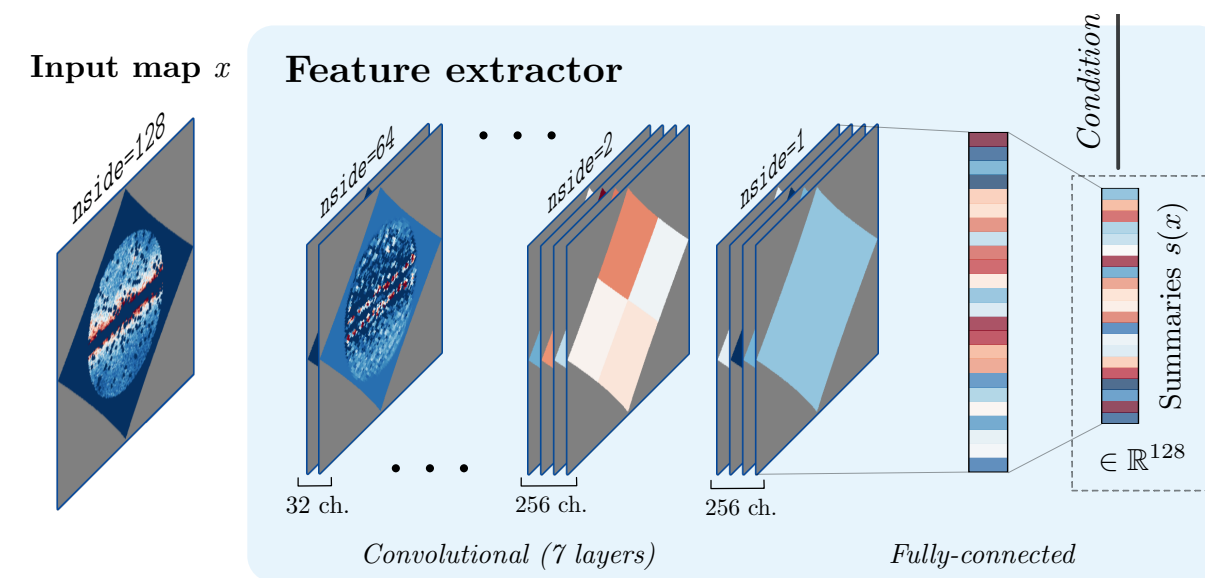 Input map x
Feature extractor
nside=128
nside=64
nside=2
nside=1
32 ch.
256 ch.
256 ch.
Convolutional (7 layers)
Fully-connected
Condition
Summaries s(x)
∈ ℝ¹²⁸